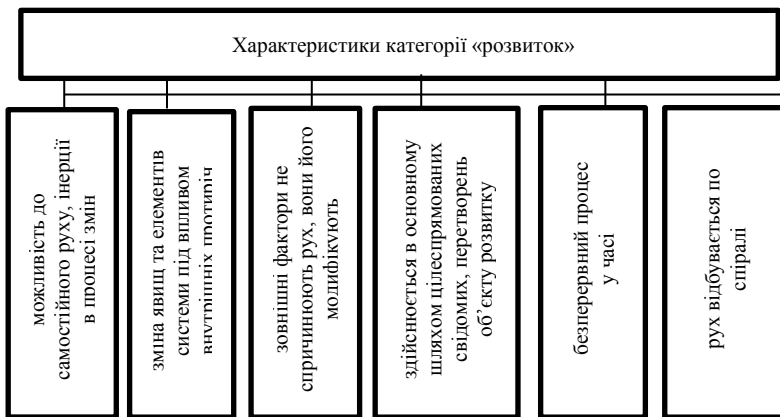 Характеристики категорії «розвиток»
можливість до
самостійного руху, інерції
в процесі змін
зміна явищ та елементів
системи під впливом
внутрішніх протиріч
зовнішні фактори не
спричинюють рух, вони його
модифікують
здійснюється в основному
шляхом цілеспрямованих
свідомих, перетворень
об’єкту розвитку
безперервний процес
у часі
рух відбувається по
спіралі